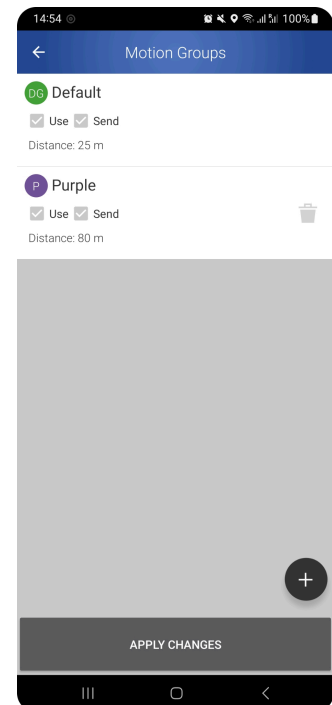 14:54 100%
Motion Groups
DG Default
Use Send
Distance: 25 m
P Purple
Use Send
Distance: 80 m
+
APPLY CHANGES